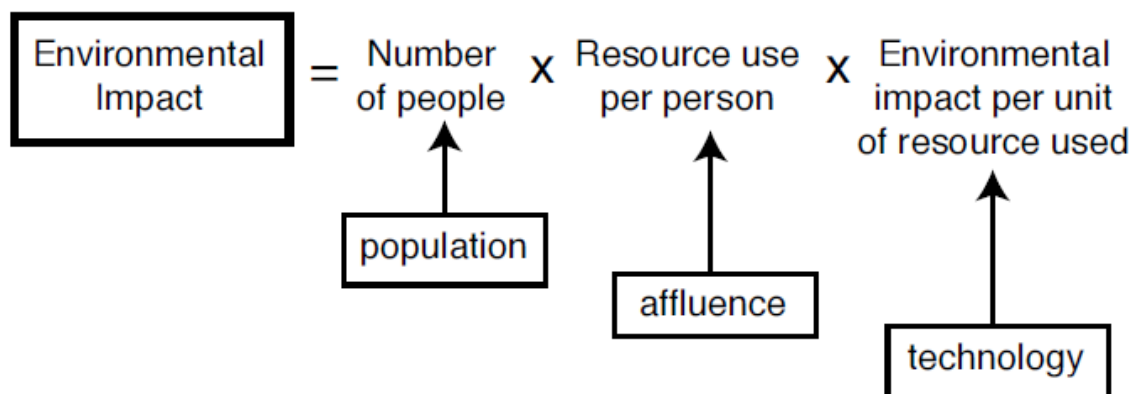 Environmental
Impact
=
Number
of people
x
Resource use
per person
x
Environmental
impact per unit
of resource used
population
affluence
technology